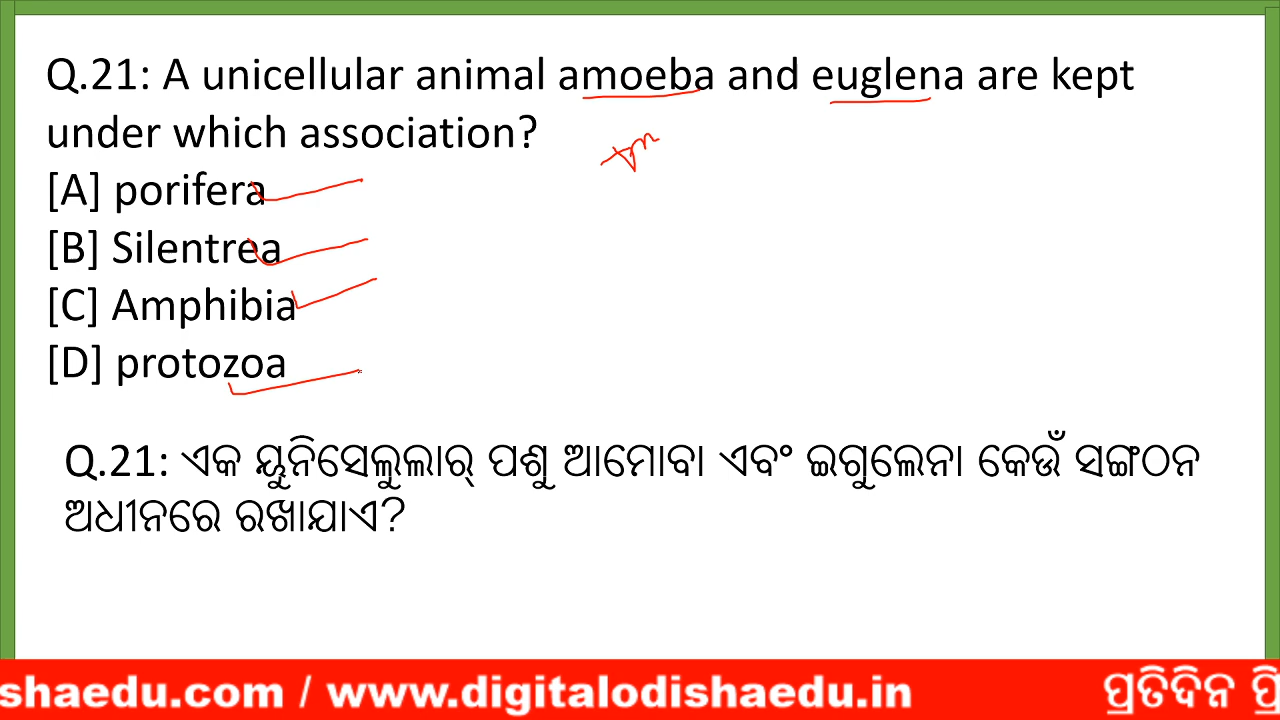 Q.21: A unicellular animal amoeba and euglena are kept
under which association?
[A] porifera
[B] Silentrea
[C] Amphibia
[D] protozoa
Q.21: ଏକ ୟୁନିସେଲୁଲାର୍ ପଶୁ ଆମୋବା ଏବଂ ଇଗୁଲେନା କେଉଁ ସଙ୍ଗଠନ
ଅଧୀନରେ ରଖାଯାଏ?
shaedu.com / www.digitalodishaedu.in ପ୍ରତିଦିନ